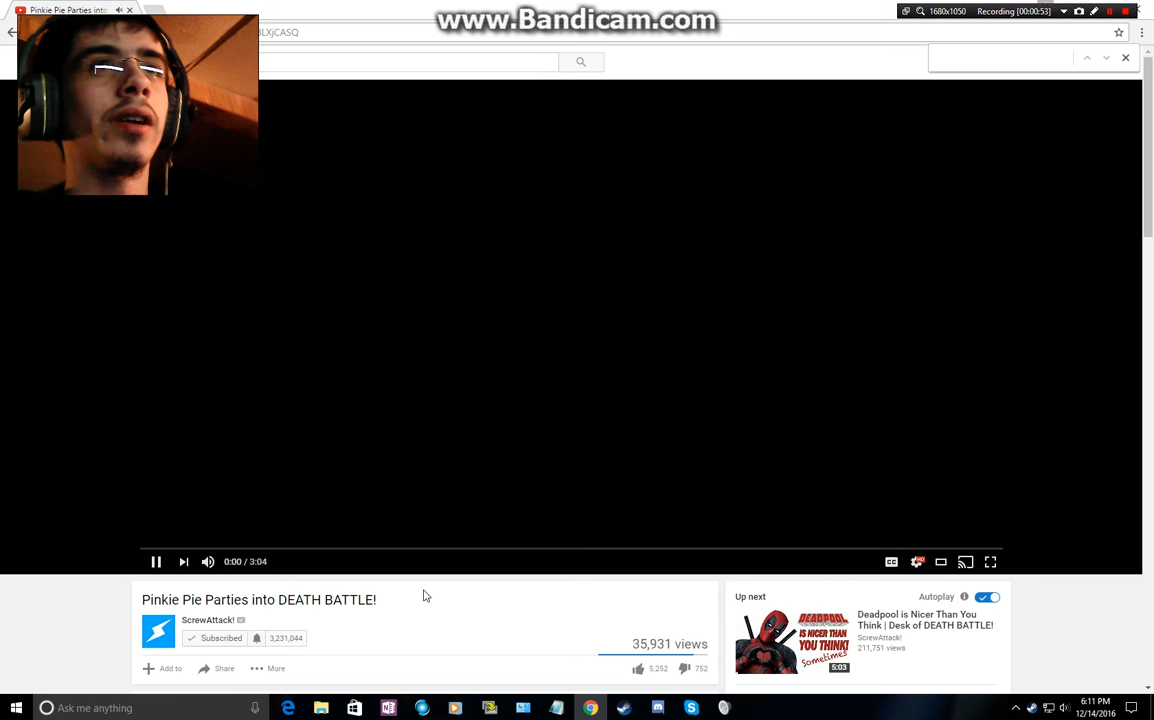 Pinkie Pie Parties into
www.Bandicam.com
1680x1050
Recording [00:00:53]
LXjCASQ
0:00 / 3:04
CC
HD
Pinkie Pie Parties into DEATH BATTLE!
ScrewAttack!
Subscribed
3,231,044
35,931 views
Add to
Share
More
5,252
752
Up next
Autoplay
DEADPOOL
IS NICER THAN
YOU THINK!
Sometimes
5:03
Deadpool is Nicer Than You
Think | Desk of DEATH BATTLE!
ScrewAttack!
211,751 views
Ask me anything
6:11 PM
12/14/2016